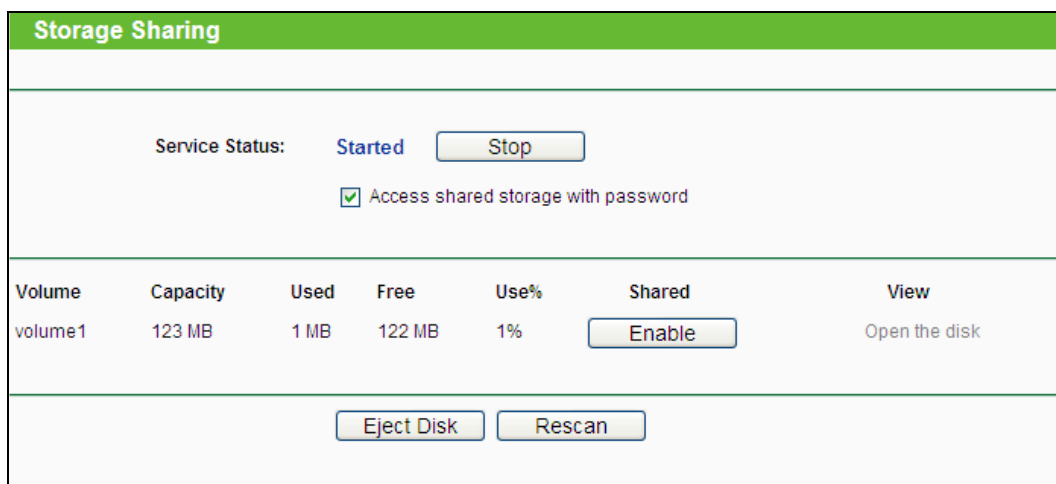 Storage Sharing
Service Status: Started Stop
Access shared storage with password
Volume Capacity Used Free Use% Shared View
volume1 123 MB 1 MB 122 MB 1% Enable Open the disk
Eject Disk Rescan